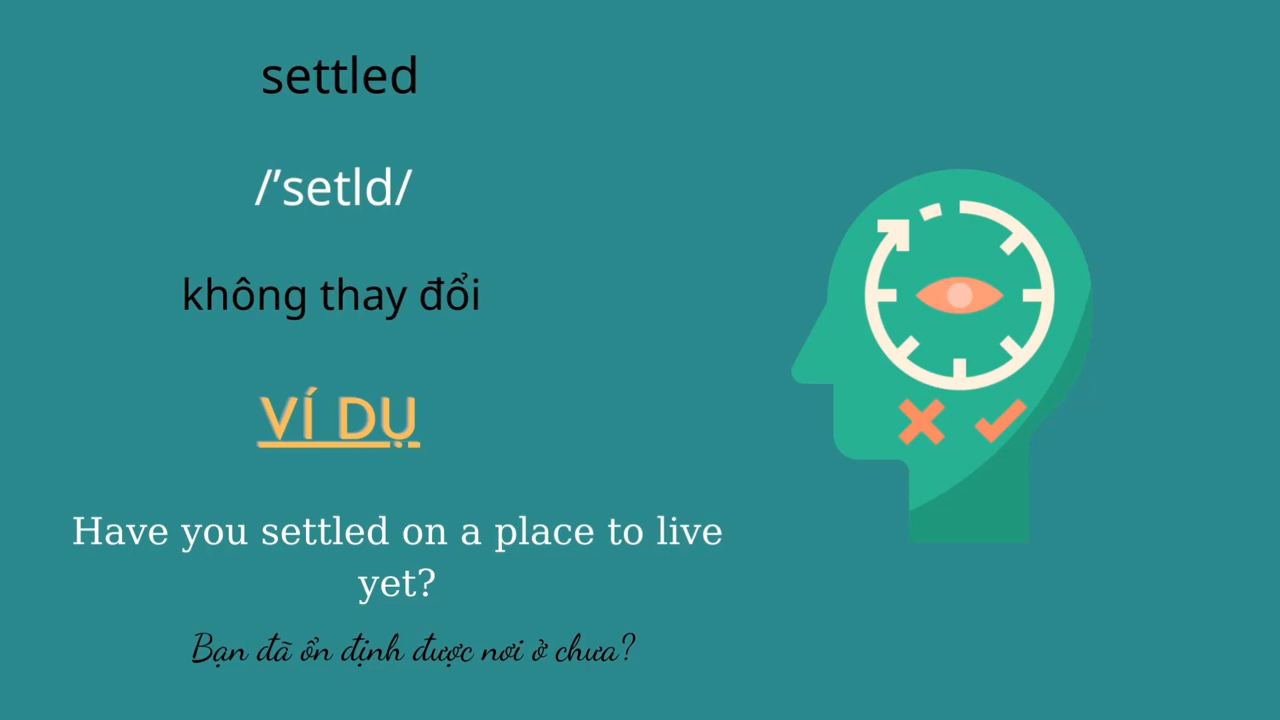 settled
/'setld/
không thay đổi
VÍ DỤ
Have you settled on a place to live
yet?
Bạn đã ổn định được nơi ở chưa?